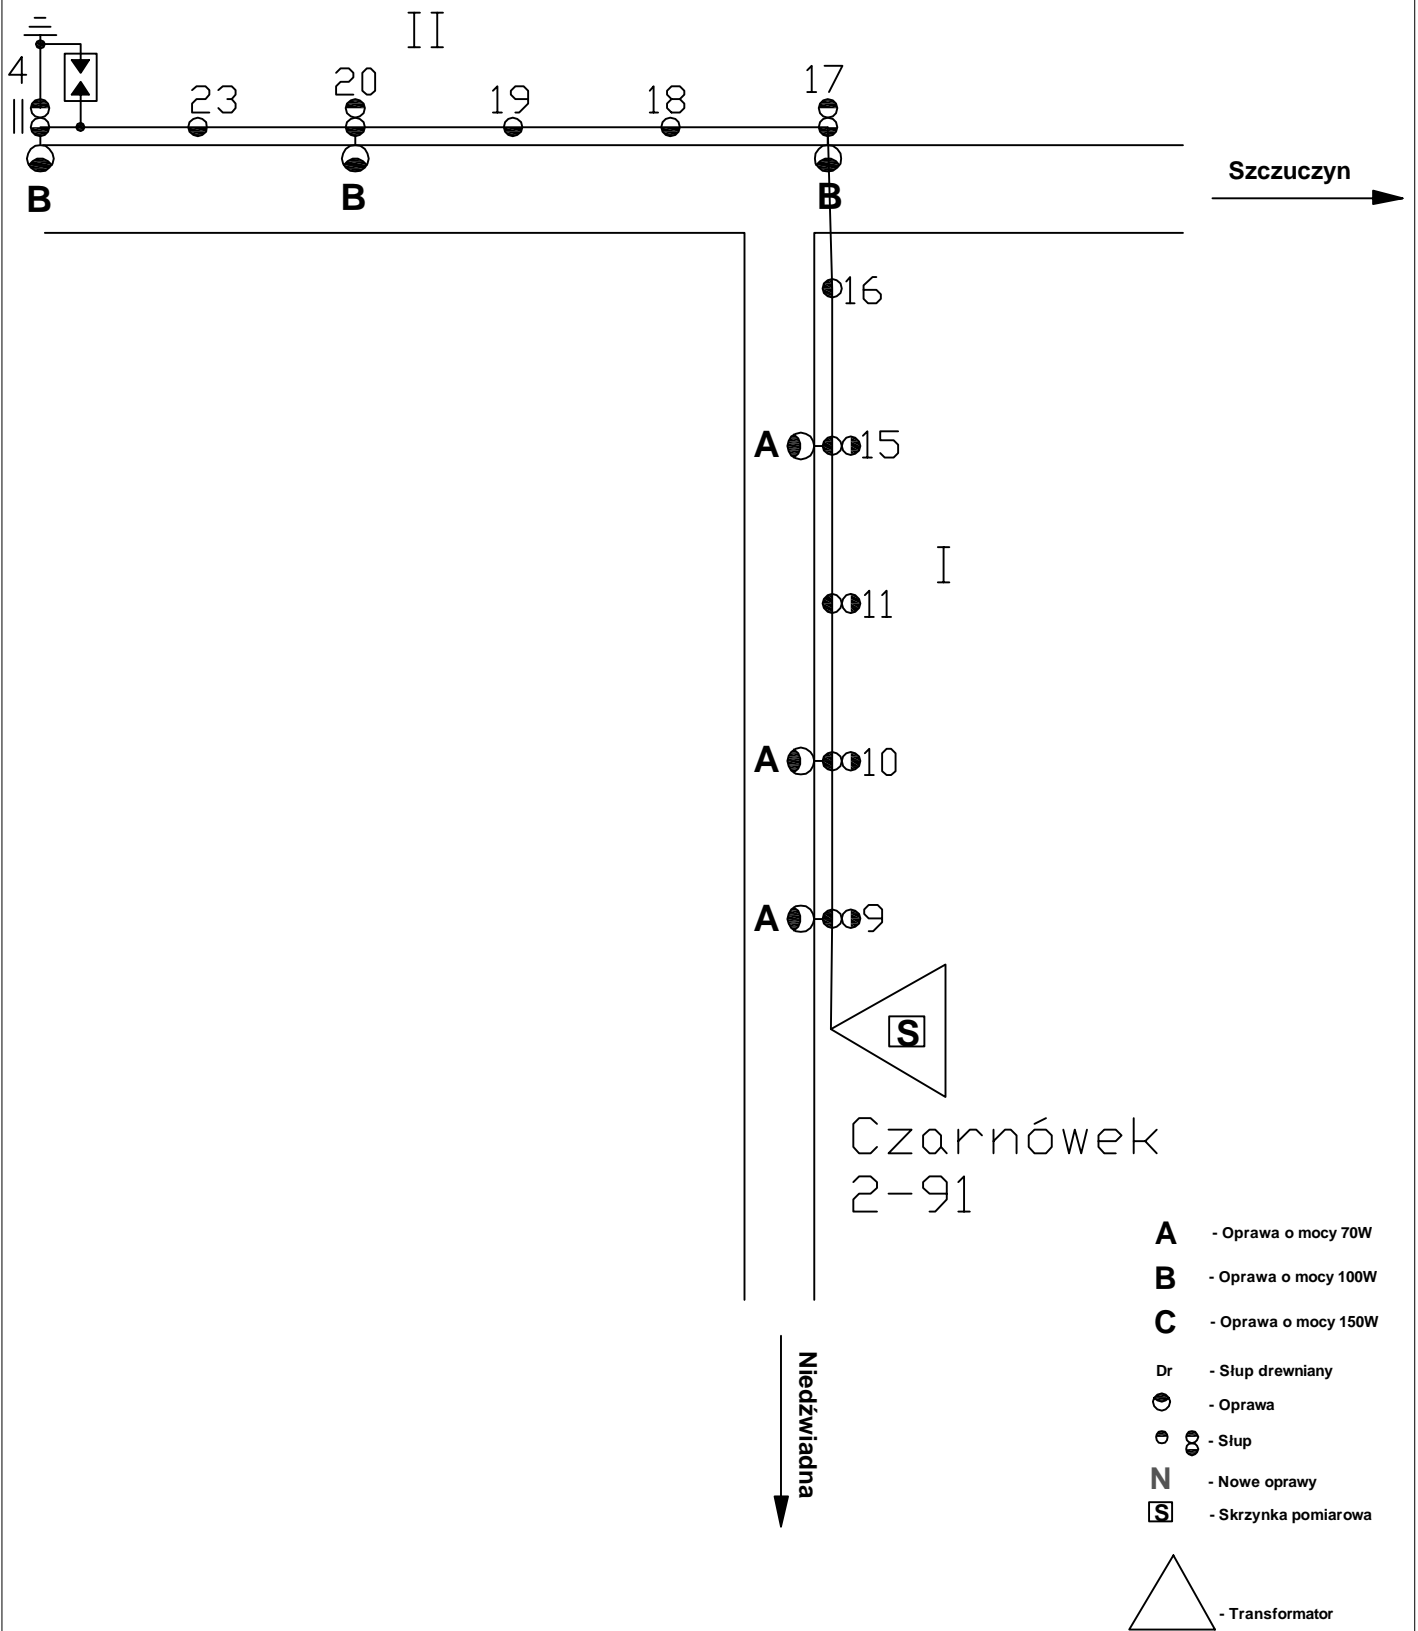 II
4
23
20
19
18
17
B
B
B
Szczuczyn
16
A
15
I
11
A
10
A
9
S
Czarnówek
2-91
Niedźwiadna
A - Oprawa o mocy 70W
B - Oprawa o mocy 100W
C - Oprawa o mocy 150W
Dr - Słup drewniany
- Oprawa
- Słup
N - Nowe oprawy
S - Skrzynka pomiarowa
- Transformator